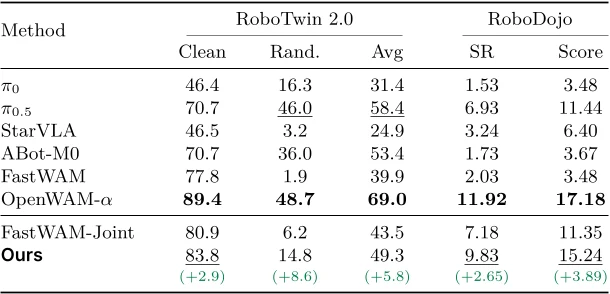 Method RoboTwin 2.0 RoboDojo
Clean Rand. Avg SR Score
π0 46.4 16.3 31.4 1.53 3.48
π0.5 70.7 46.0 58.4 6.93 11.44
StarVLA 46.5 3.2 24.9 3.24 6.40
ABot-M0 70.7 36.0 53.4 1.73 3.67
FastWAM 77.8 1.9 39.9 2.03 3.48
OpenWAM-α 89.4 48.7 69.0 11.92 17.18
FastWAM-Joint 80.9 6.2 43.5 7.18 11.35
Ours 83.8 14.8 49.3 9.83 15.24
(+2.9) (+8.6) (+5.8) (+2.65) (+3.89)